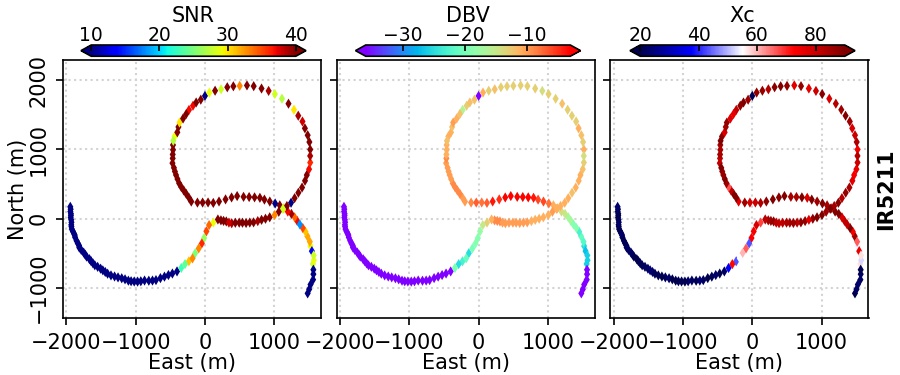 SNR DBV Xc
10 20 30 40 −30 −20 −10 20 40 60 80
2000
1000
0
−1000
North (m)
IR5211
−2000 −1000 0 1000 −2000 −1000 0 1000 −2000 −1000 0 1000
East (m) East (m) East (m)